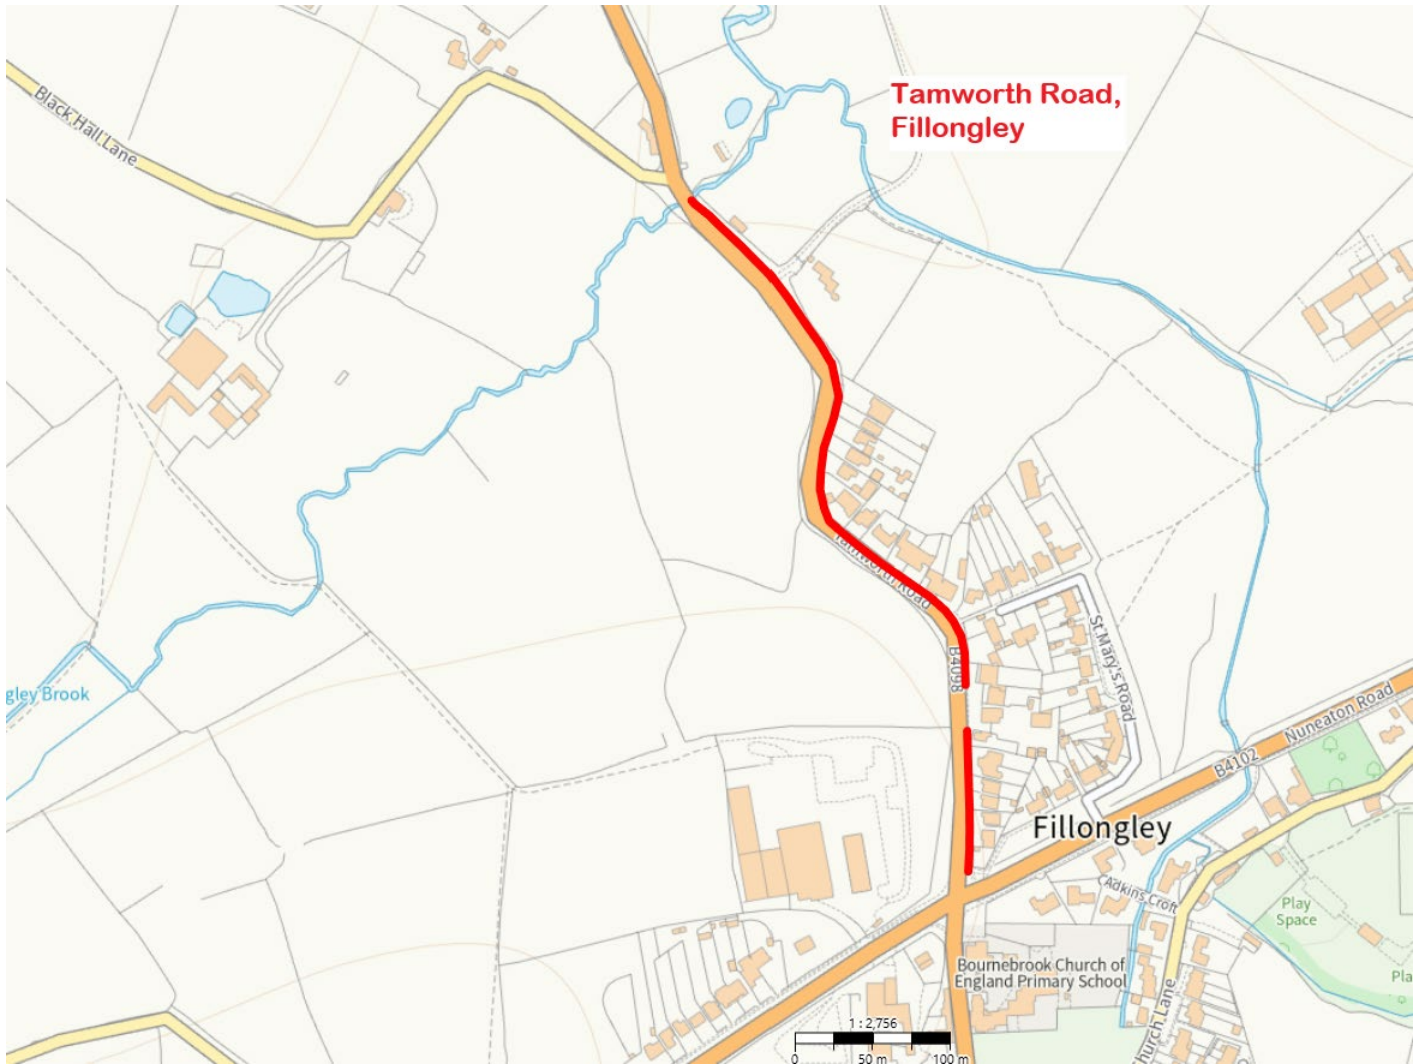 Tamworth Road,
Fillongley
Black Hall Lane
Tamworth Road
B4098
St Mary's Road
gley Brook
Nuneaton Road
B4102
Fillongley
Adkins Croft
Play
Space
Pla
Bournebrook Church of
England Primary School
Church Lane
1 : 2,756
0 50 m 100 m